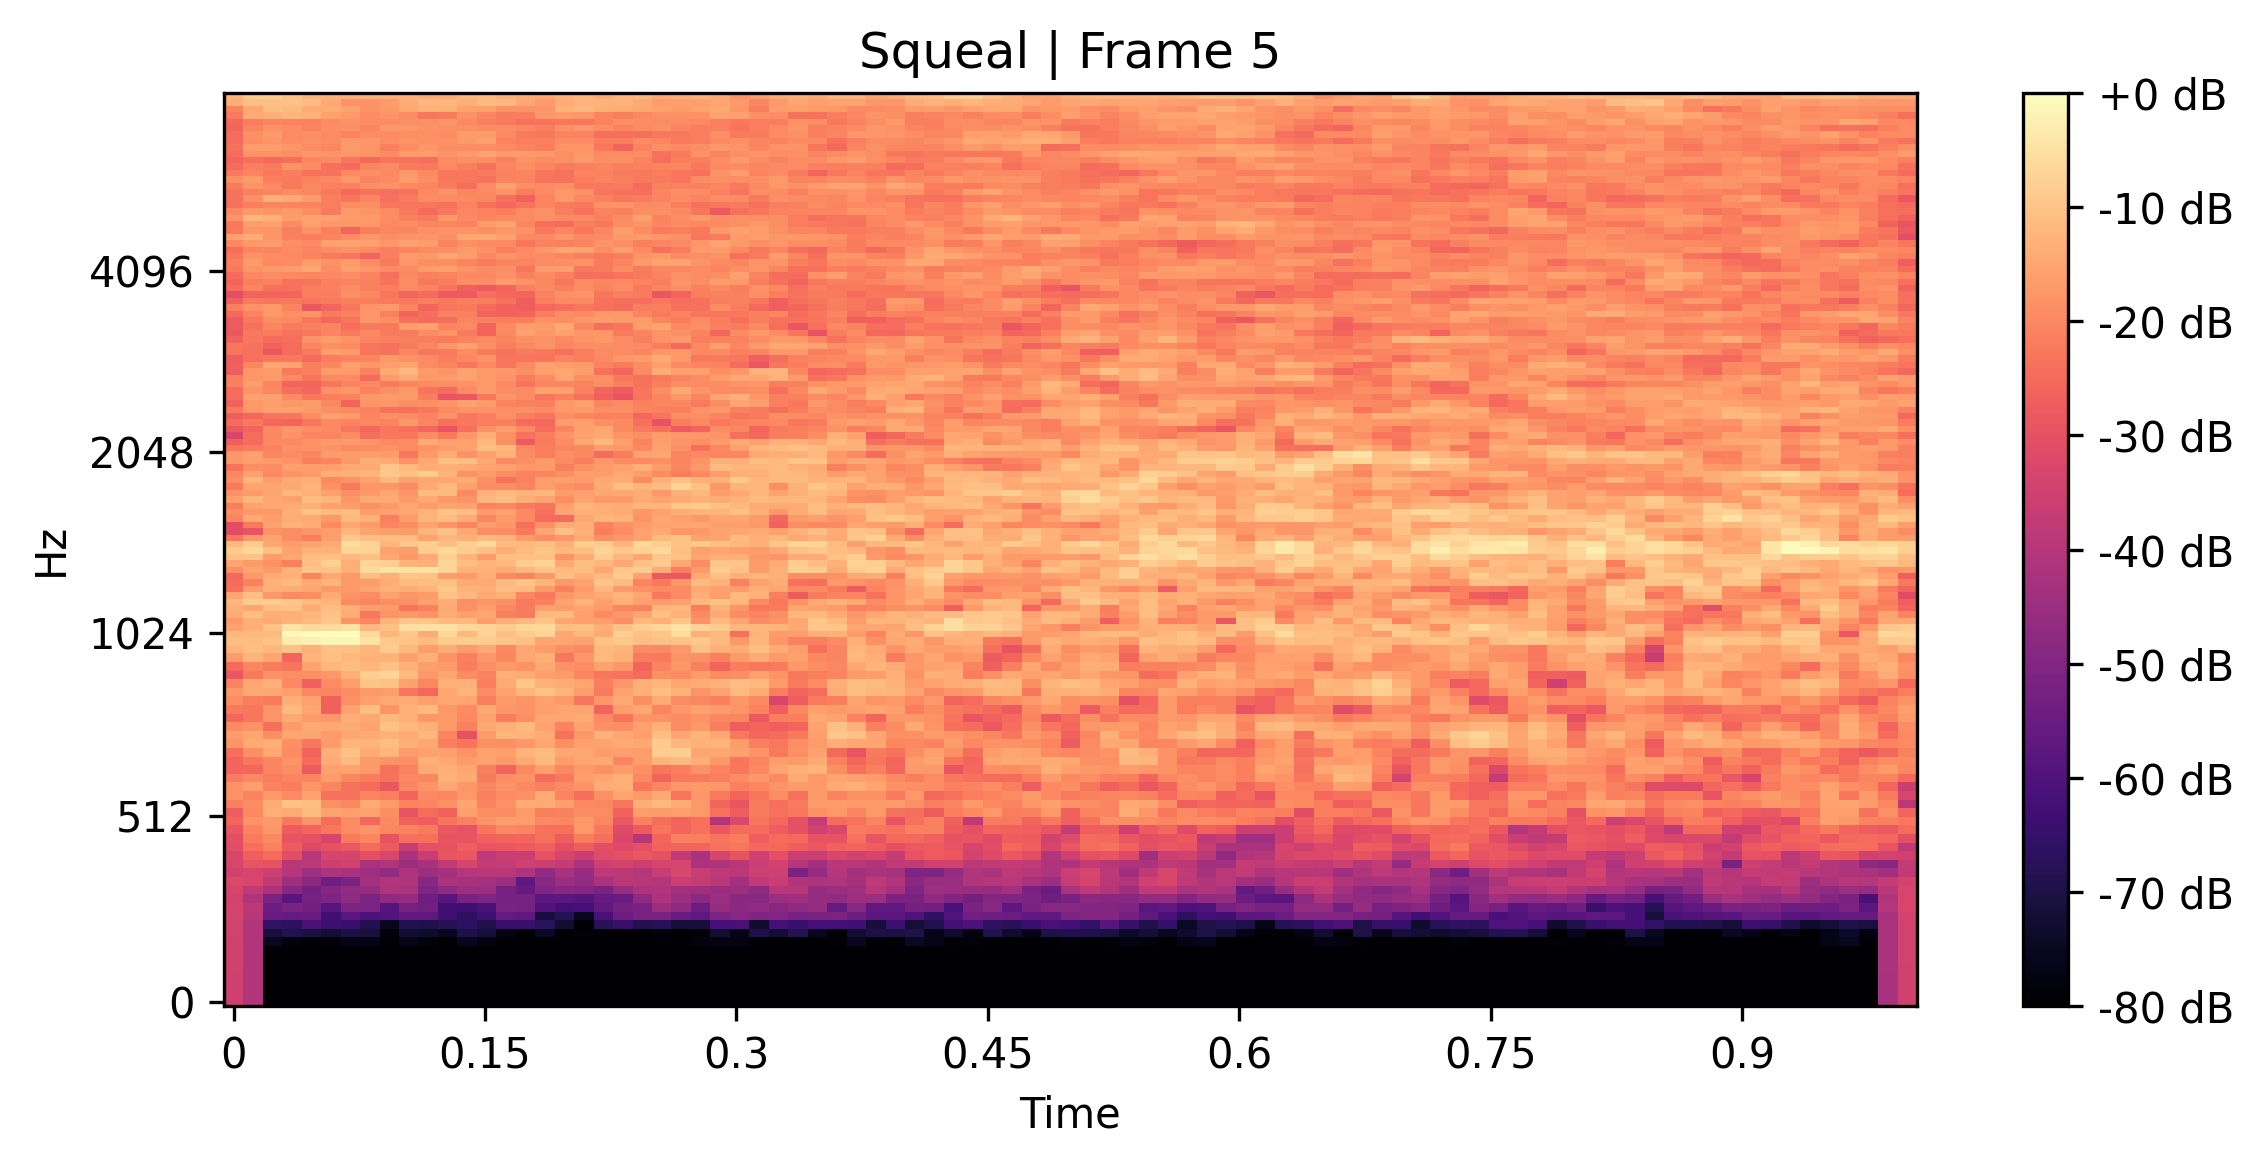 Squeal | Frame 5
Hz
4096
2048
1024
512
0
0 0.15 0.3 0.45 0.6 0.75 0.9
Time
+0 dB
-10 dB
-20 dB
-30 dB
-40 dB
-50 dB
-60 dB
-70 dB
-80 dB